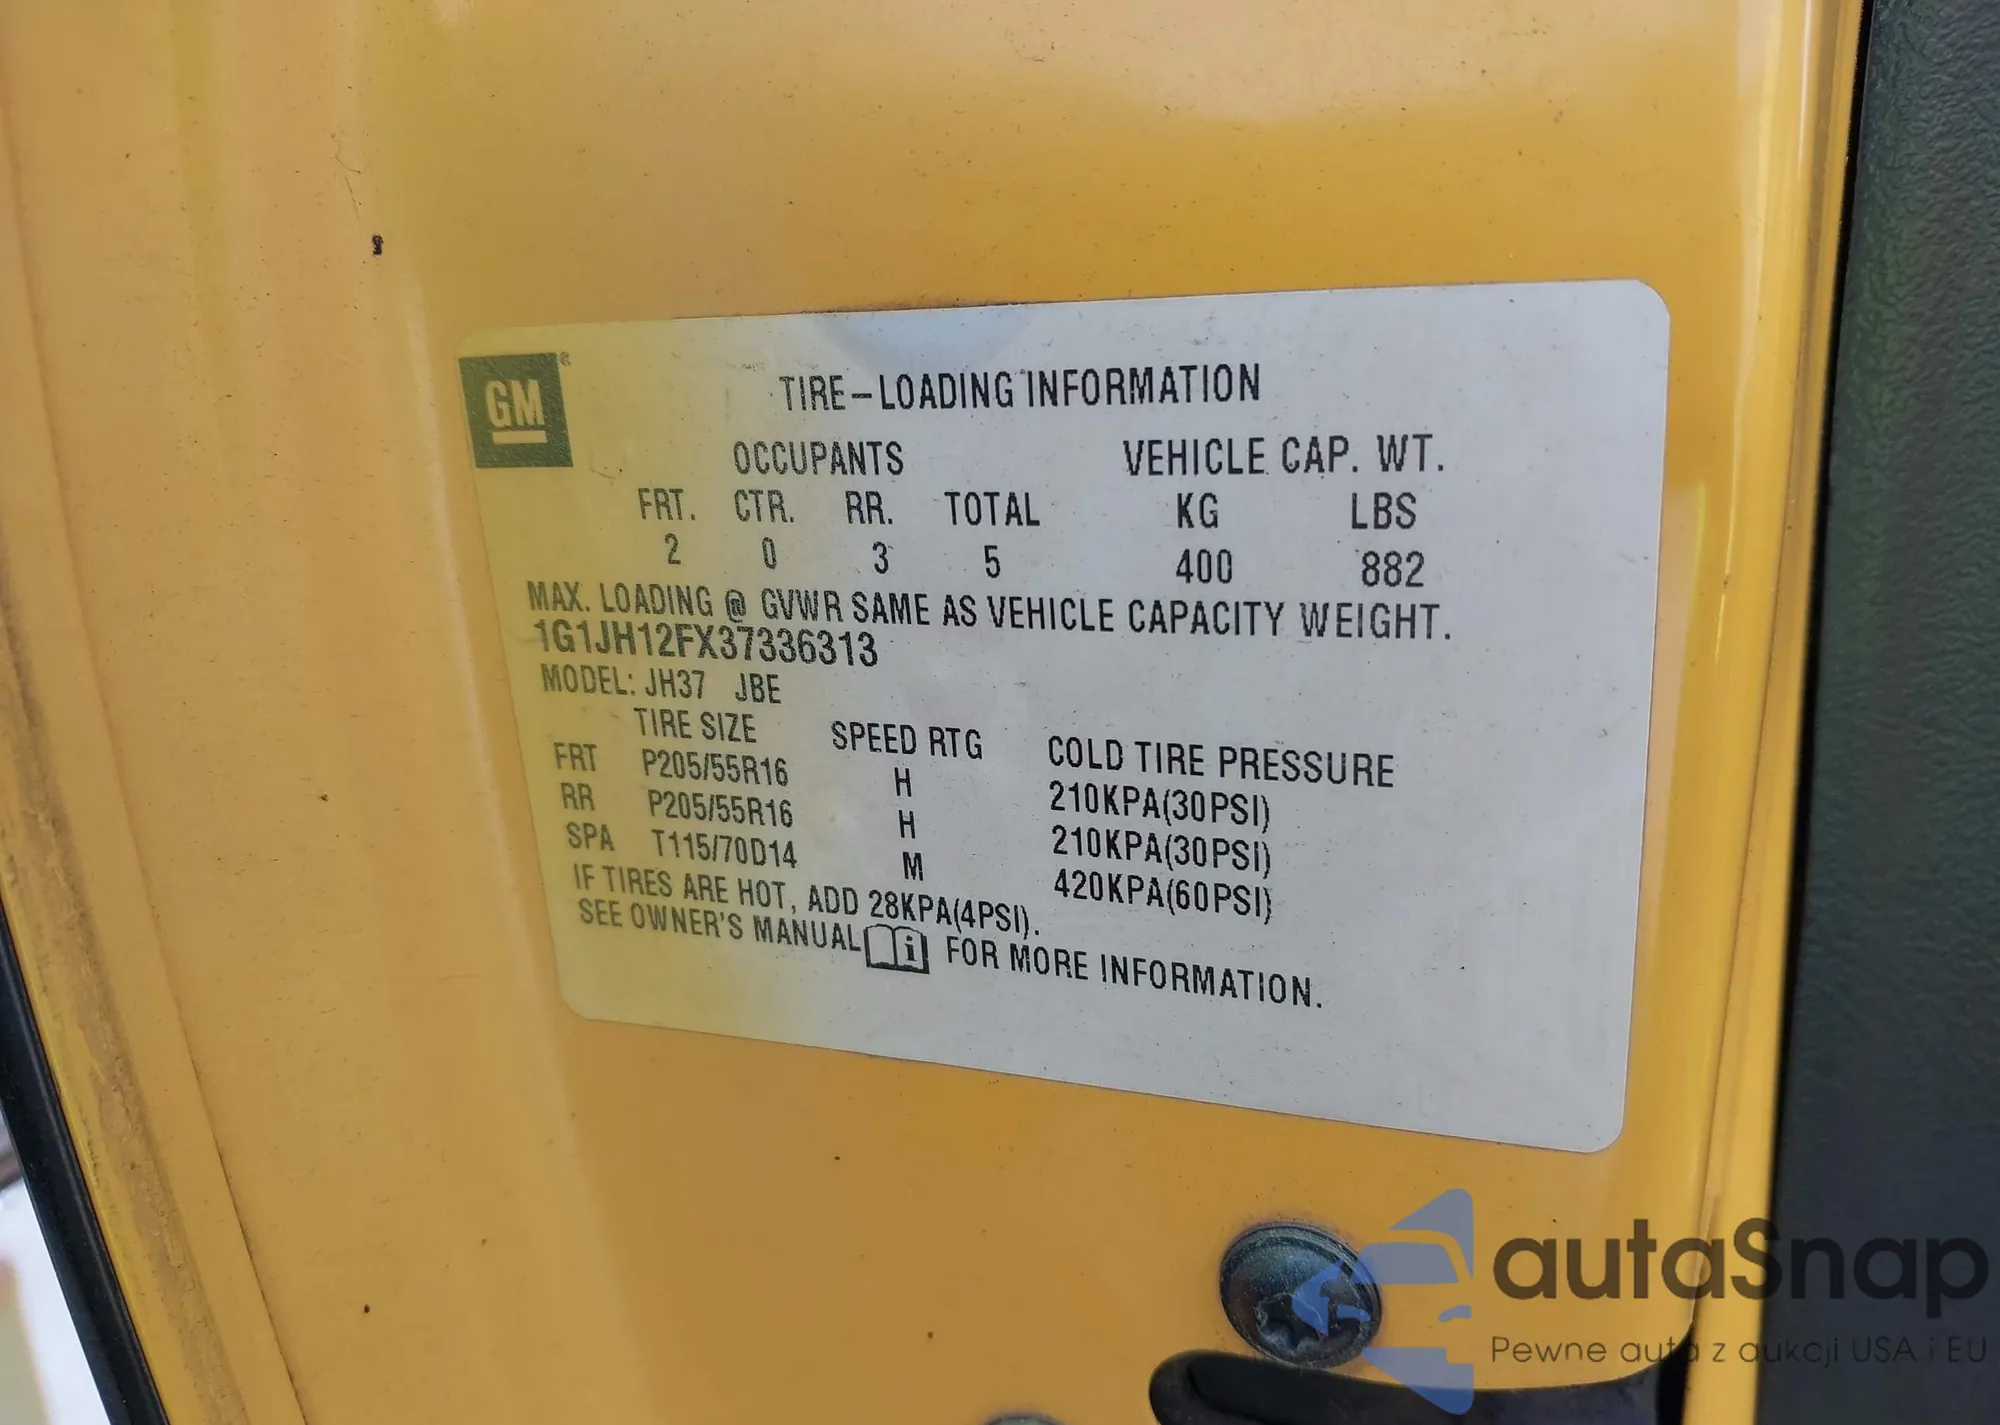 GM®
TIRE–LOADING INFORMATION
OCCUPANTS VEHICLE CAP. WT.
FRT. CTR. RR. TOTAL KG LBS
2 0 3 5 400 882
MAX. LOADING @ GVWR SAME AS VEHICLE CAPACITY WEIGHT.
1G1JH12FX37336313
MODEL: JH37 JBE
TIRE SIZE SPEED RTG COLD TIRE PRESSURE
FRT P205/55R16 H 210KPA(30PSI)
RR P205/55R16 H 210KPA(30PSI)
SPA T115/70D14 M 420KPA(60PSI)
IF TIRES ARE HOT, ADD 28KPA(4PSI).
SEE OWNER'S MANUAL FOR MORE INFORMATION.
autaSnap
Pewne auta z aukcji USA i EU